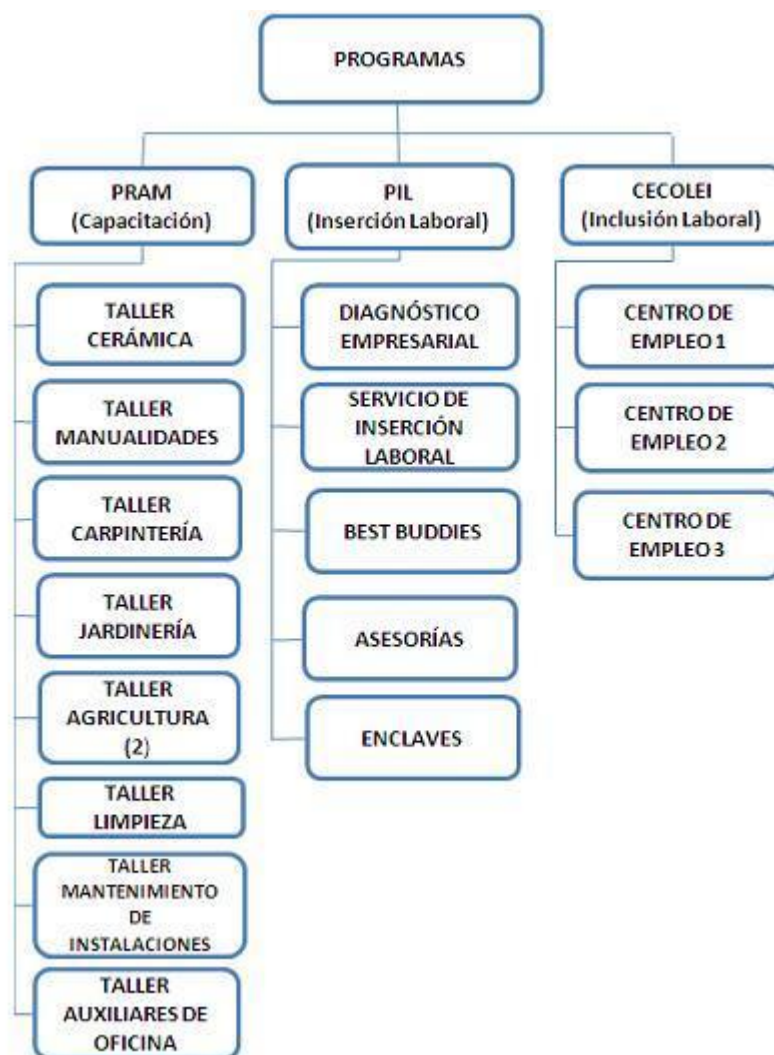 PROGRAMAS
PRAM
(Capacitación)
TALLER
CERÁMICA
TALLER
MANUALIDADES
TALLER
CARPINTERÍA
TALLER
JARDINERÍA
TALLER
AGRICULTURA
(2)
TALLER
LIMPIEZA
TALLER
MANTENIMIENTO
DE
INSTALACIONES
TALLER
AUXILIARES DE
OFICINA
PIL
(Inserción Laboral)
DIAGNÓSTICO
EMPRESARIAL
SERVICIO DE
INSERCIÓN
LABORAL
BEST BUDDIES
ASESORÍAS
ENCLAVES
CECOLEI
(Inclusión Laboral)
CENTRO DE
EMPLEO 1
CENTRO DE
EMPLEO 2
CENTRO DE
EMPLEO 3